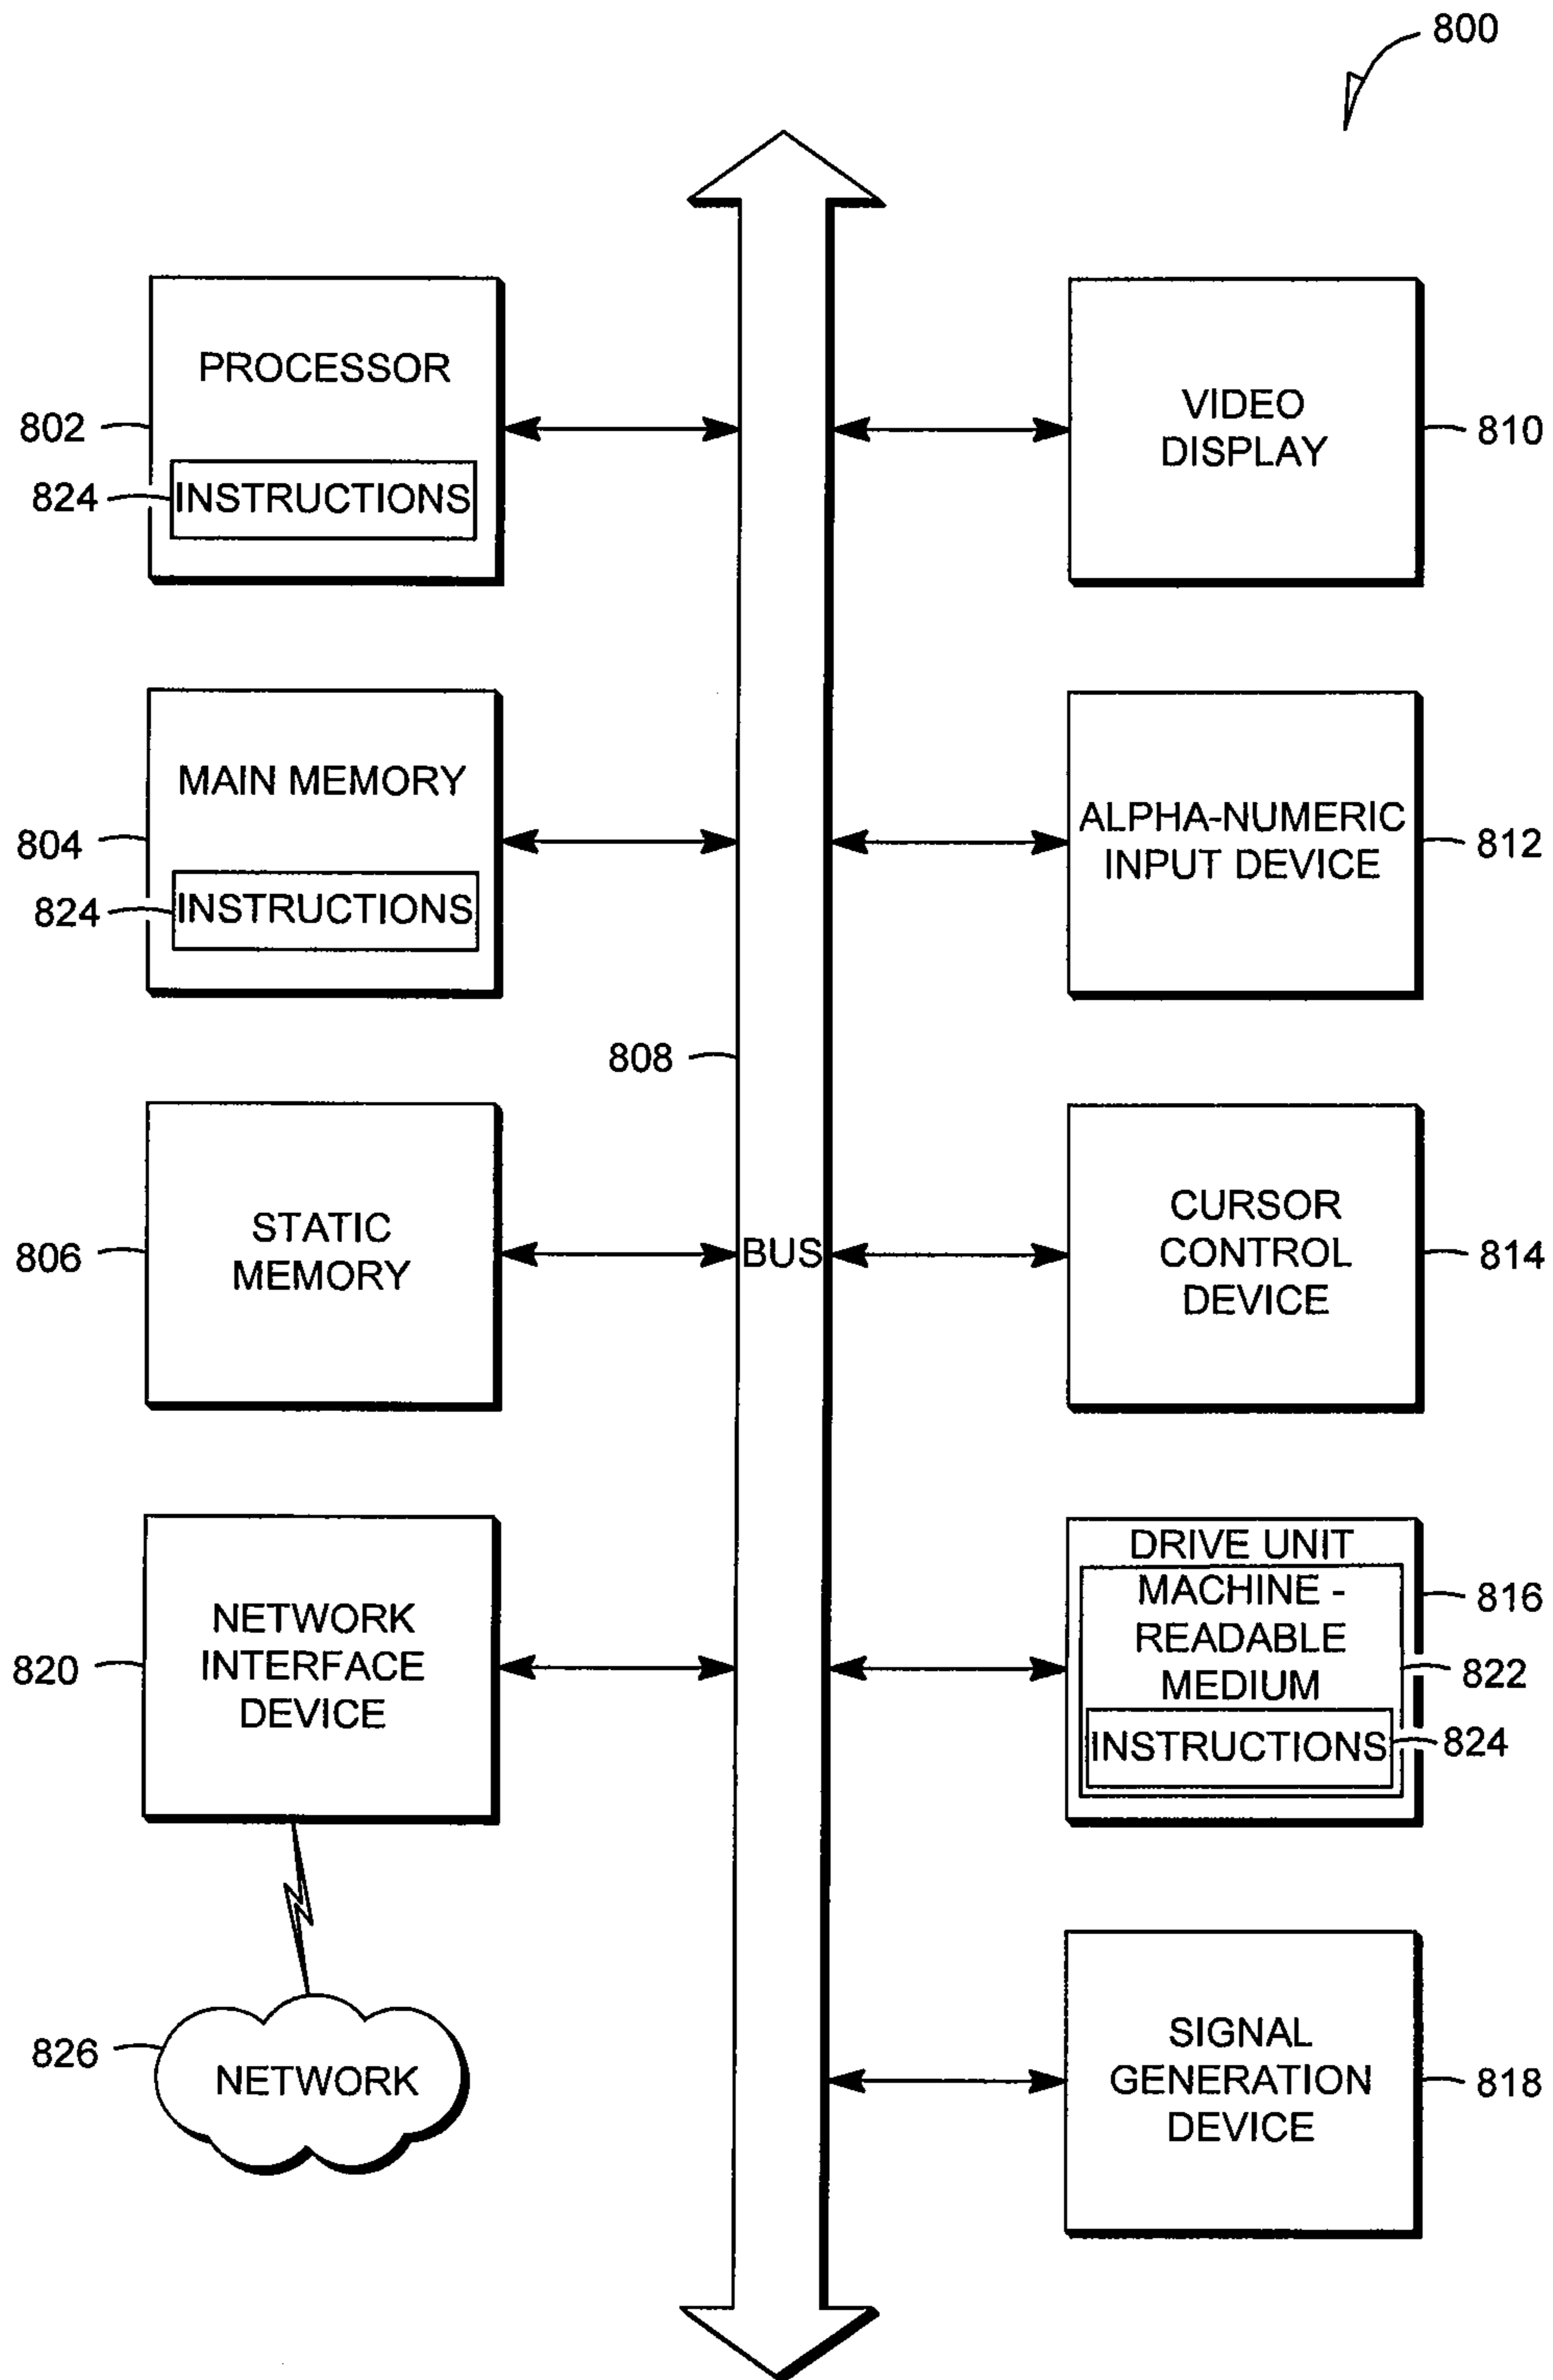 800
PROCESSOR
802
824
INSTRUCTIONS
VIDEO
DISPLAY
810
MAIN MEMORY
804
824
INSTRUCTIONS
ALPHA-NUMERIC
INPUT DEVICE
812
808
STATIC
MEMORY
806
BUS
CURSOR
CONTROL
DEVICE
814
NETWORK
INTERFACE
DEVICE
820
DRIVE UNIT
MACHINE -
READABLE
MEDIUM
816
822
INSTRUCTIONS
824
826
NETWORK
SIGNAL
GENERATION
DEVICE
818